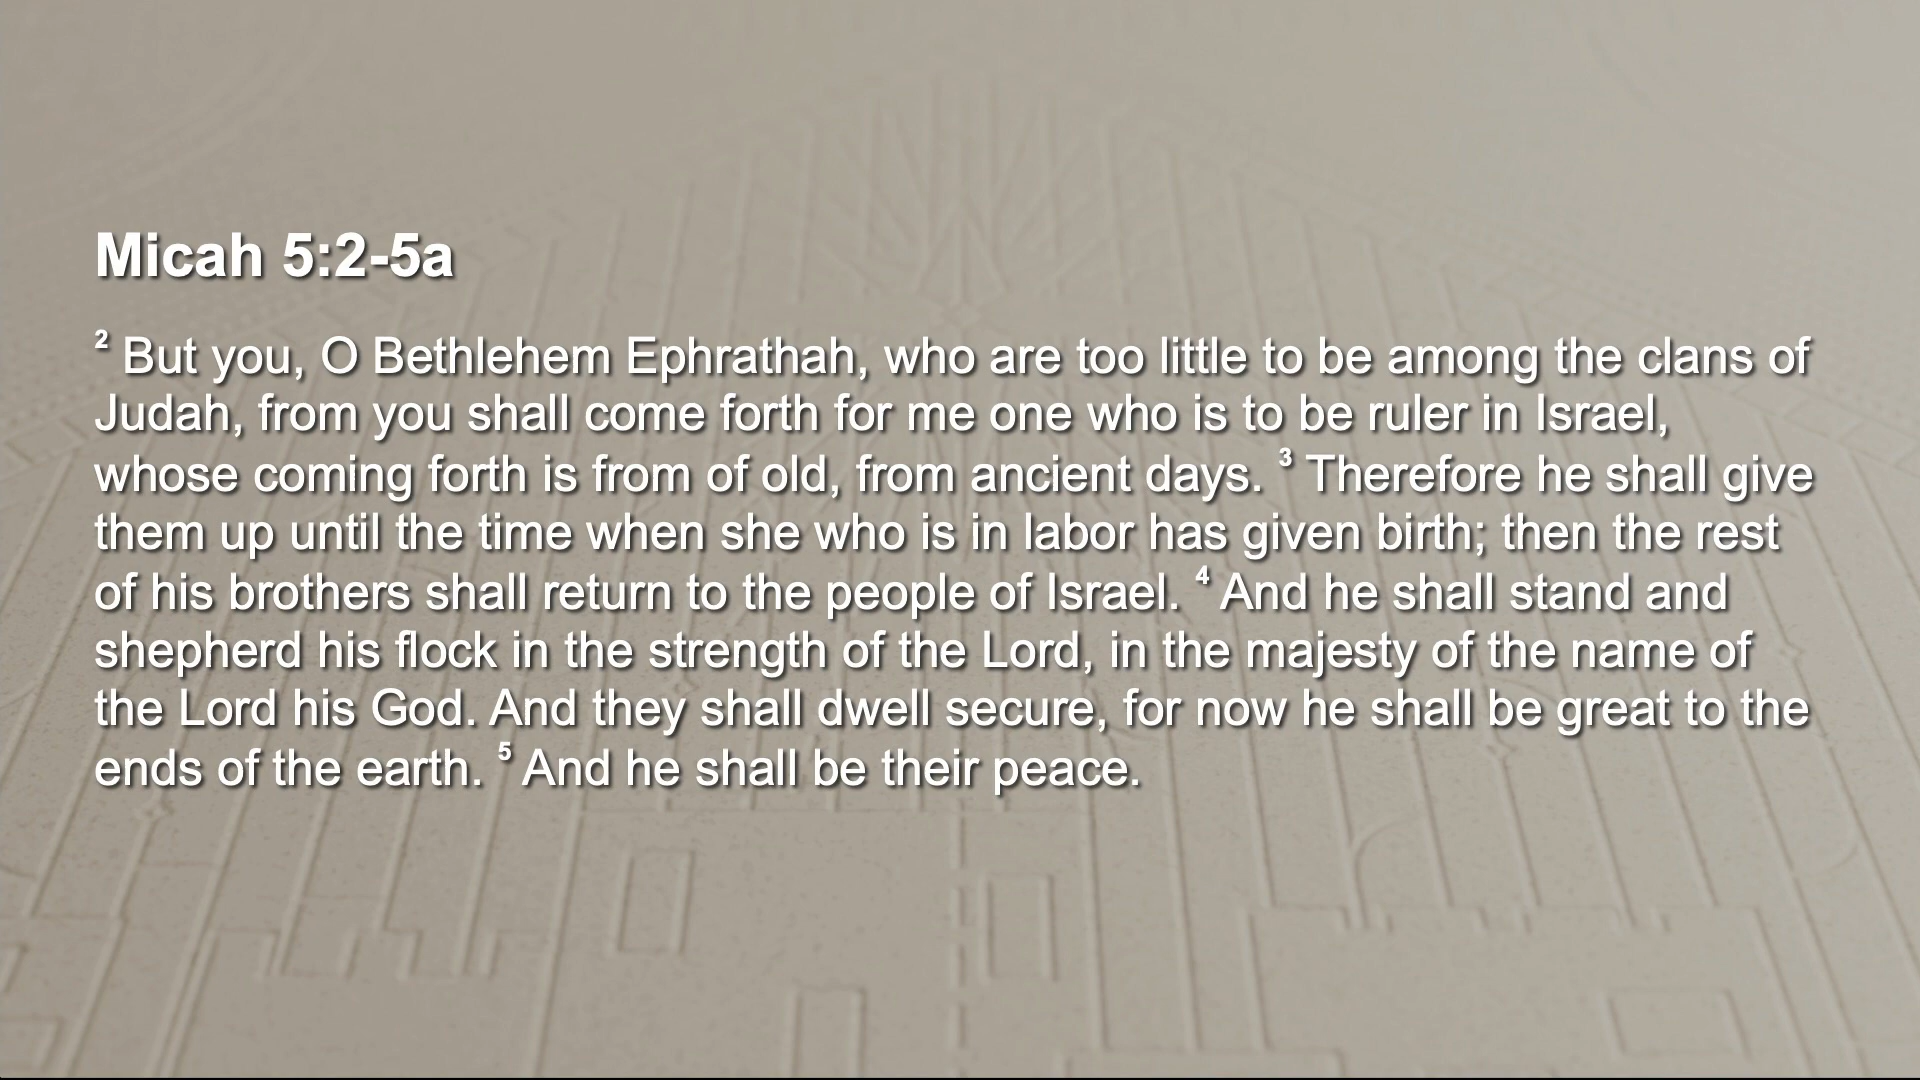 Micah 5:2-5a
2 But you, O Bethlehem Ephrathah, who are too little to be among the clans of
Judah, from you shall come forth for me one who is to be ruler in Israel,
whose coming forth is from of old, from ancient days. 3 Therefore he shall give
them up until the time when she who is in labor has given birth; then the rest
of his brothers shall return to the people of Israel. 4 And he shall stand and
shepherd his flock in the strength of the Lord, in the majesty of the name of
the Lord his God. And they shall dwell secure, for now he shall be great to the
ends of the earth. 5 And he shall be their peace.